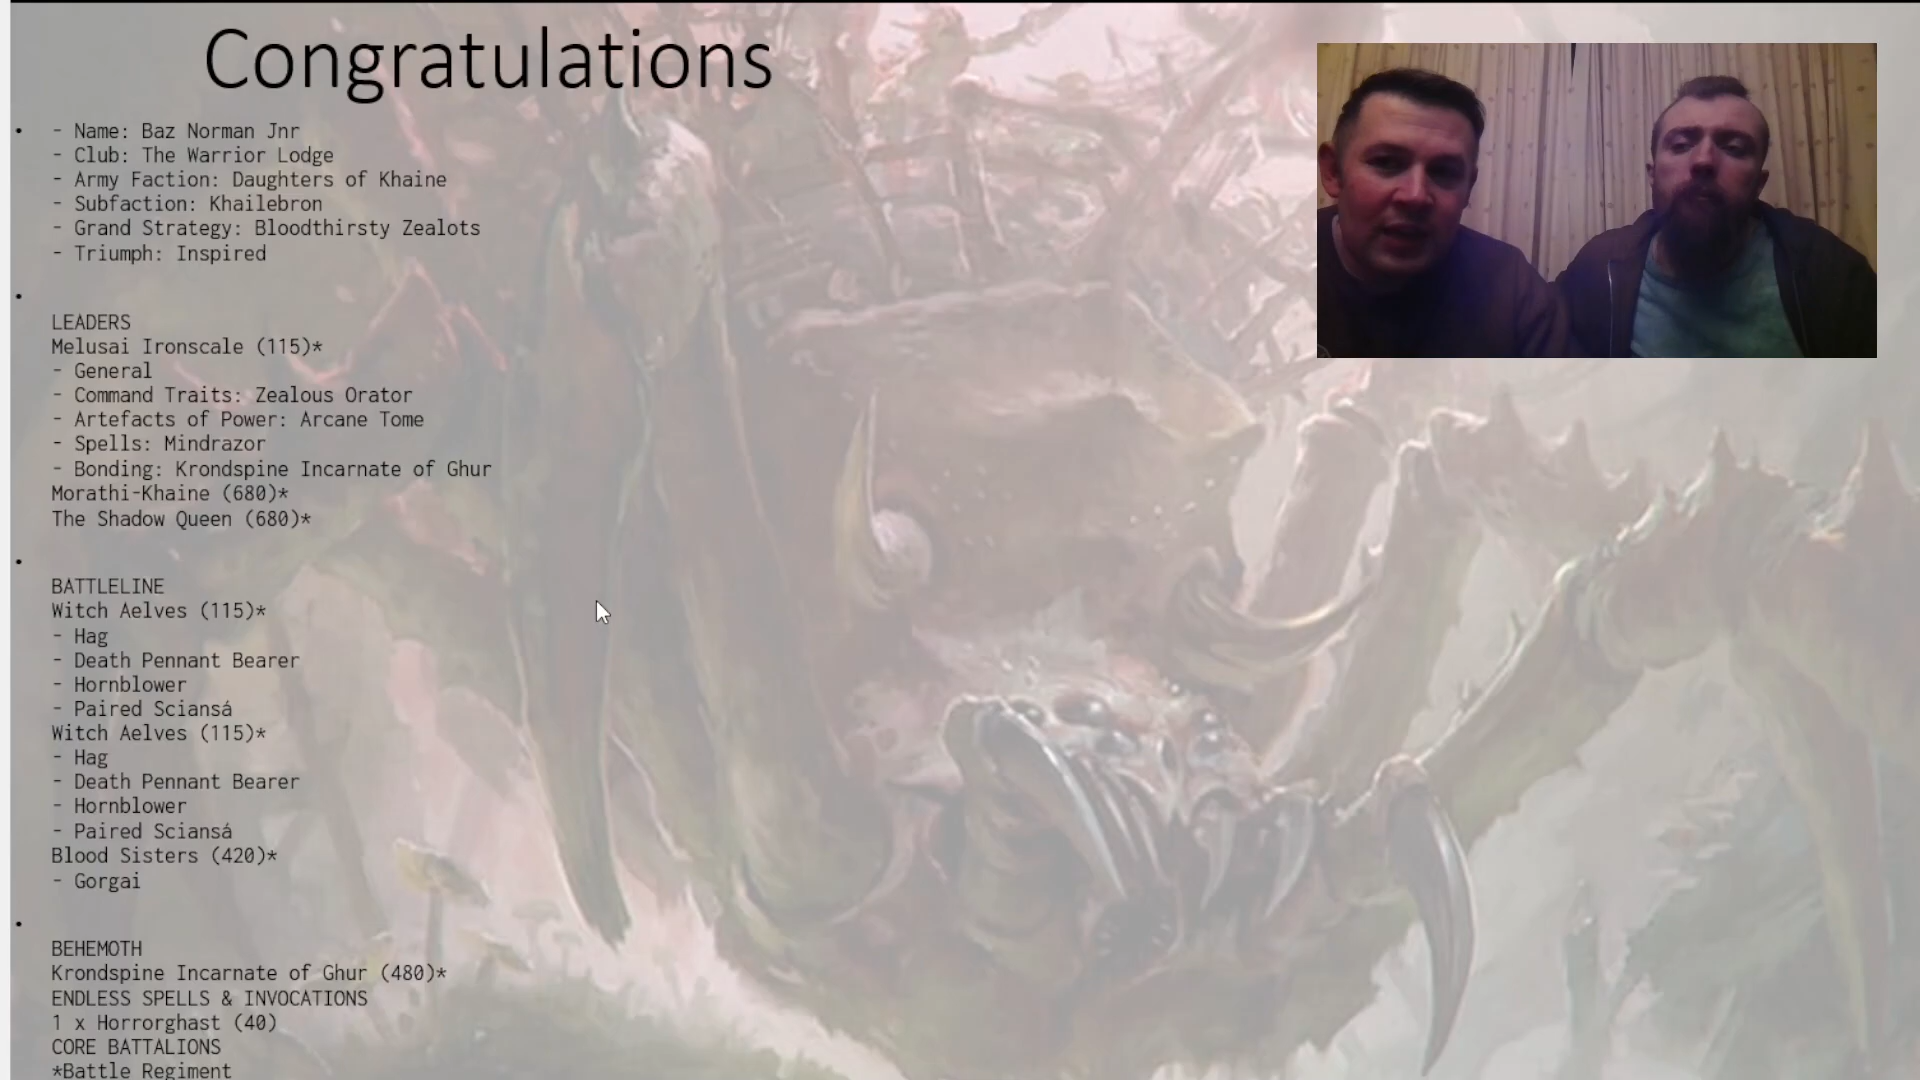 Congratulations
• - Name: Baz Norman Jnr
- Club: The Warrior Lodge
- Army Faction: Daughters of Khaine
- Subfaction: Khailebron
- Grand Strategy: Bloodthirsty Zealots
- Triumph: Inspired
•
LEADERS
Melusai Ironscale (115)*
- General
- Command Traits: Zealous Orator
- Artefacts of Power: Arcane Tome
- Spells: Mindrazor
- Bonding: Krondspine Incarnate of Ghur
Morathi-Khaine (680)*
The Shadow Queen (680)*
•
BATTLELINE
Witch Aelves (115)*
- Hag
- Death Pennant Bearer
- Hornblower
- Paired Sciansá
Witch Aelves (115)*
- Hag
- Death Pennant Bearer
- Hornblower
- Paired Sciansá
Blood Sisters (420)*
- Gorgai
•
BEHEMOTH
Krondspine Incarnate of Ghur (480)*
ENDLESS SPELLS & INVOCATIONS
1 x Horrorghast (40)
CORE BATTALIONS
*Battle Regiment